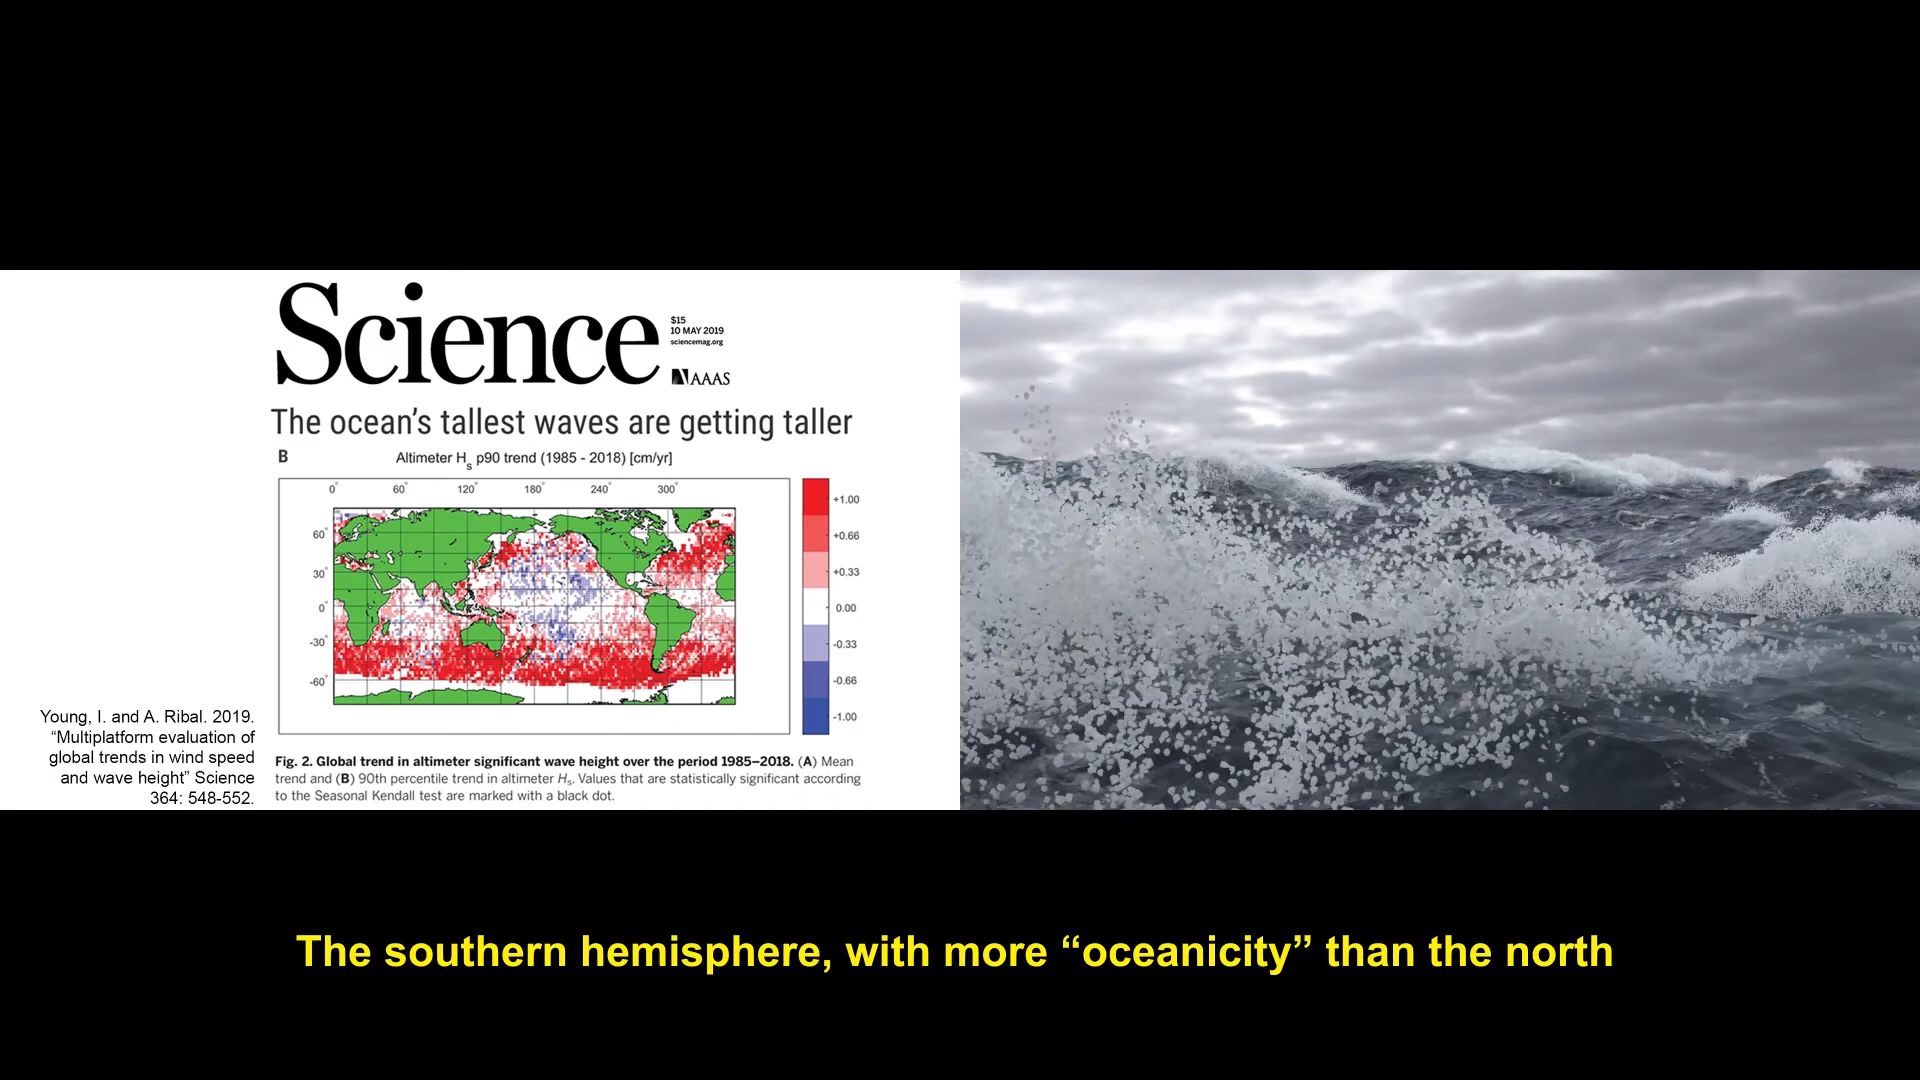 Science
$15
10 MAY 2019
sciencemag.org
AAAS
The ocean’s tallest waves are getting taller
B
Altimeter Hs p90 trend (1985 - 2018) [cm/yr]
0° 60° 120° 180° 240° 300°
60°
30°
0°
-30°
-60°
+1.00
+0.66
+0.33
0.00
-0.33
-0.66
-1.00
Fig. 2. Global trend in altimeter significant wave height over the period 1985–2018. (A) Mean
trend and (B) 90th percentile trend in altimeter Hs. Values that are statistically significant according
to the Seasonal Kendall test are marked with a black dot.
Young, I. and A. Ribal. 2019.
“Multiplatform evaluation of
global trends in wind speed
and wave height” Science
364: 548-552.
The southern hemisphere, with more “oceanicity” than the north